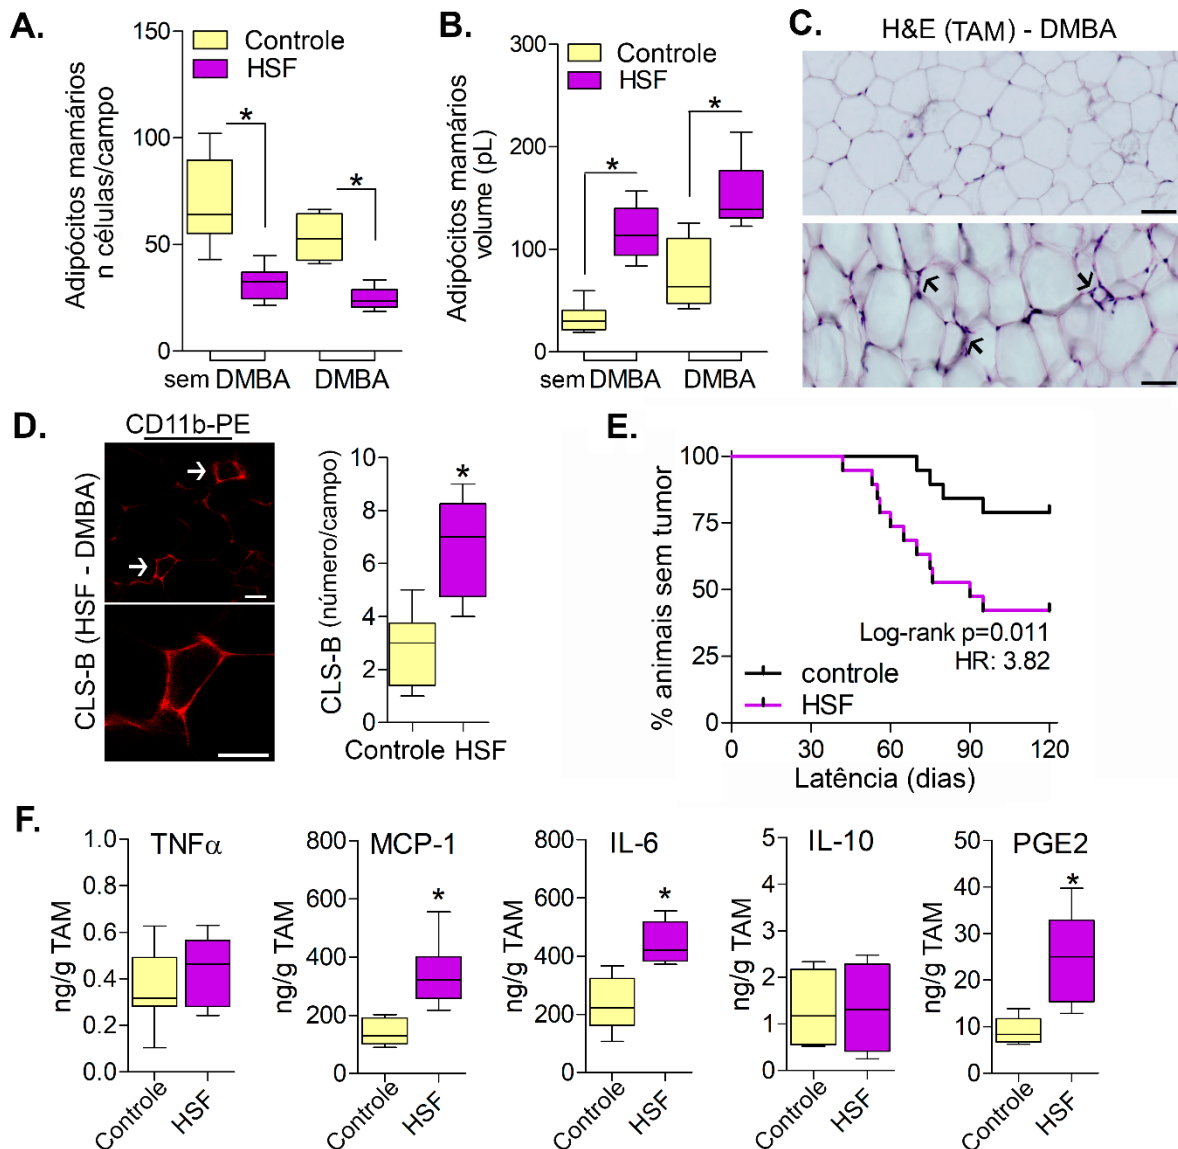 A.
Adipócitos mamários
n células/campo
150
100
50
0
Controle
HSF
*
*
sem DMBA
DMBA
B.
Adipócitos mamários
volume (pL)
300
200
100
0
Controle
HSF
*
*
sem DMBA
DMBA
C.
H&E (TAM) - DMBA
D.
CD11b-PE
CLS-B (HSF - DMBA)
CLS-B (número/campo)
10
8
6
4
2
0
*
Controle HSF
E.
% animais sem tumor
100
75
50
25
0
Log-rank p=0.011
HR: 3.82
controle
HSF
0 30 60 90 120
Latência (dias)
F.
TNFα
ng/g TAM
1.0
0.8
0.6
0.4
0.2
0.0
Controle
HSF
MCP-1
ng/g TAM
800
600
400
200
0
*
Controle
HSF
IL-6
ng/g TAM
800
600
400
200
0
*
Controle
HSF
IL-10
ng/g TAM
5
4
3
2
1
0
Controle
HSF
PGE2
ng/g TAM
50
40
30
20
10
0
*
Controle
HSF